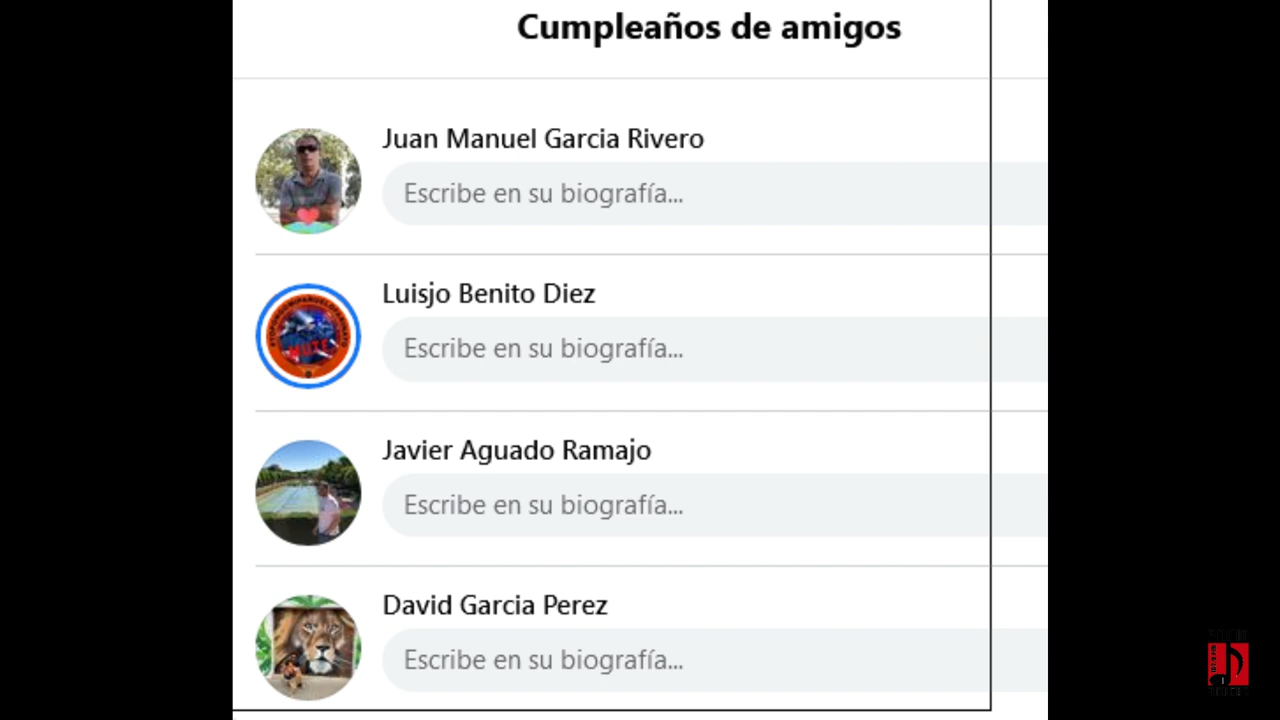 Cumpleaños de amigos
Juan Manuel Garcia Rivero
Escribe en su biografía...
Luisjo Benito Diez
Escribe en su biografía...
MUTE
Javier Aguado Ramajo
Escribe en su biografía...
David Garcia Perez
Escribe en su biografía...